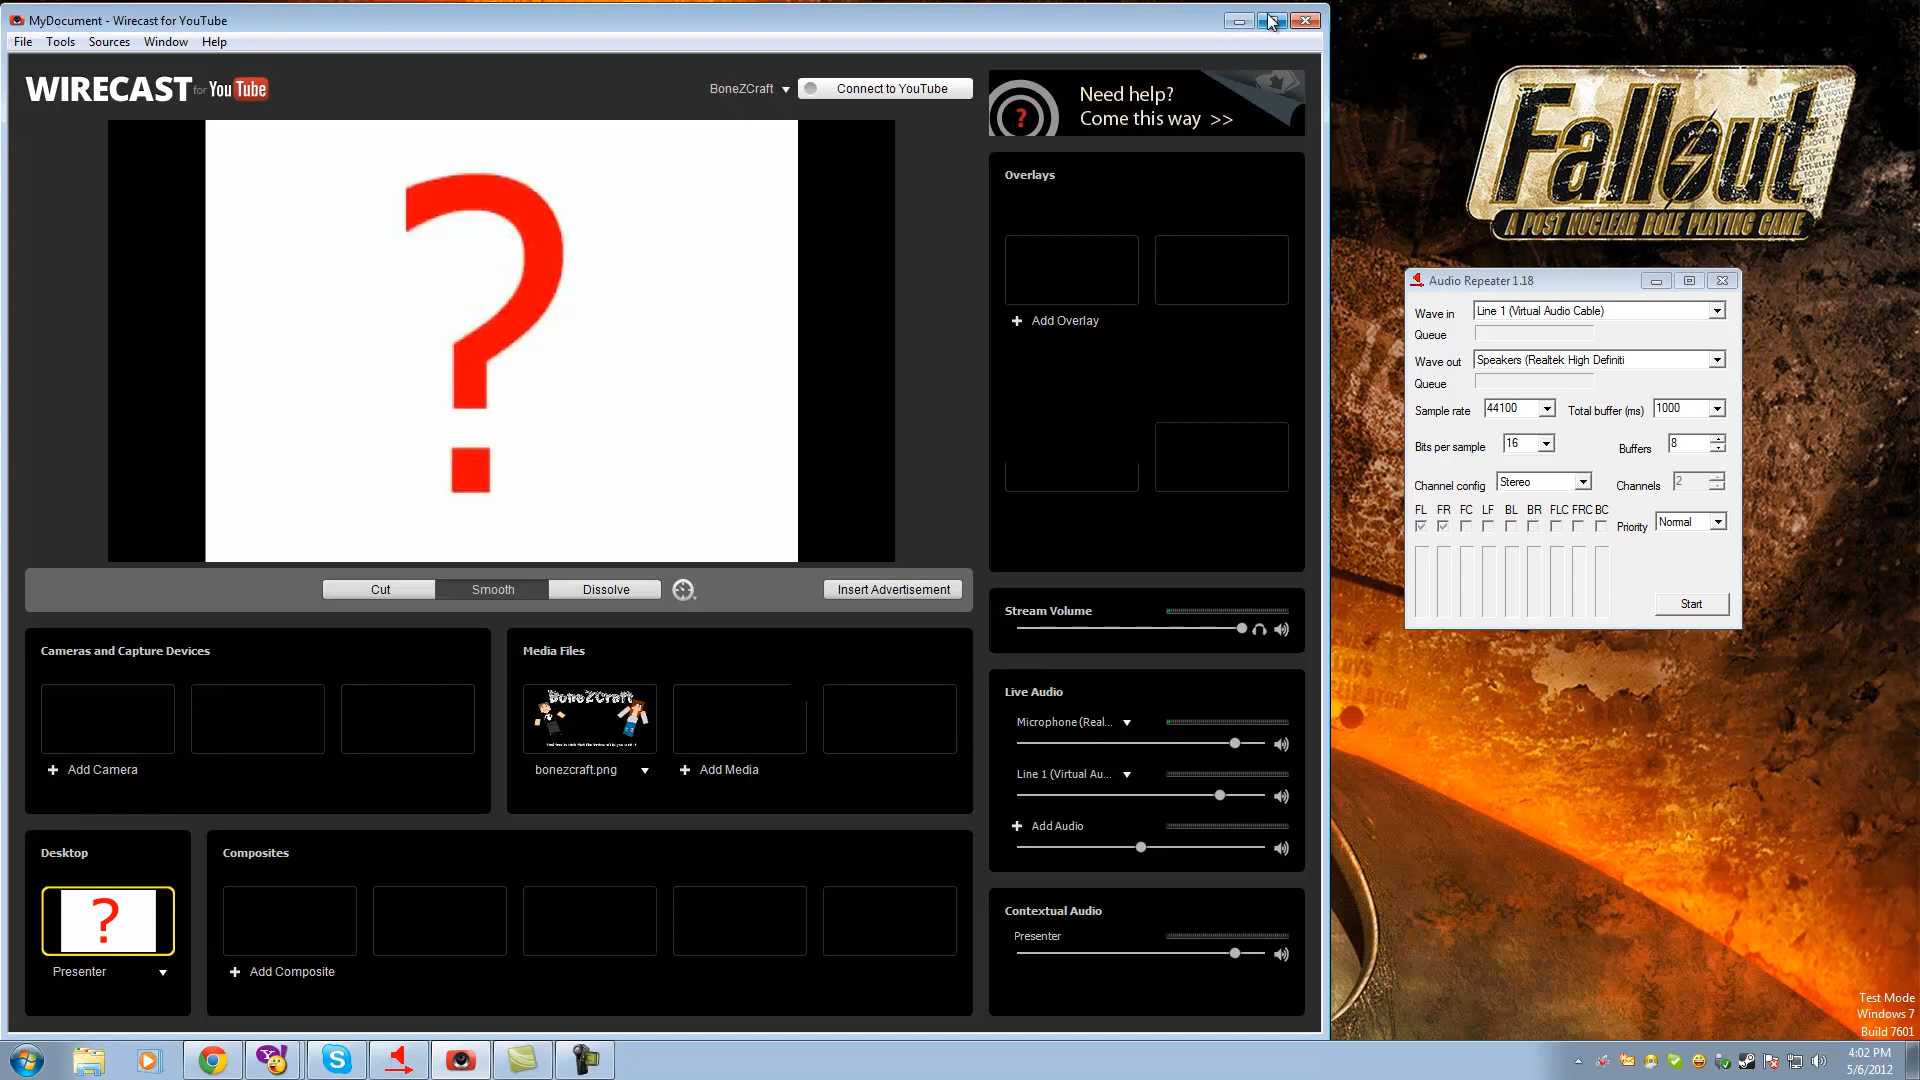 MyDocument - Wirecast for YouTube
File Tools Sources Window Help
WIRECAST for YouTube
BoneZCraft
Connect to YouTube
Need help?
Come this way >>
?
Overlays
Add Overlay
Cut Smooth Dissolve
Insert Advertisement
Stream Volume
Cameras and Capture Devices
Add Camera
Media Files
BoneZCraft
bonezcraft.png
Add Media
Live Audio
Microphone (Real...
Line 1 (Virtual Au...
Add Audio
Desktop
?
Presenter
Composites
Add Composite
Contextual Audio
Presenter
Fallout
A POST NUCLEAR ROLE PLAYING GAME
Audio Repeater 1.18
Wave in Line 1 (Virtual Audio Cable)
Queue
Wave out Speakers (Realtek High Definiti
Queue
Sample rate 44100 Total buffer (ms) 1000
Bits per sample 16 Buffers 8
Channel config Stereo Channels 2
FL FR FC LF BL BR FLC FRC BC
Priority Normal
Start
Test Mode
Windows 7
Build 7601
4:02 PM
5/6/2012